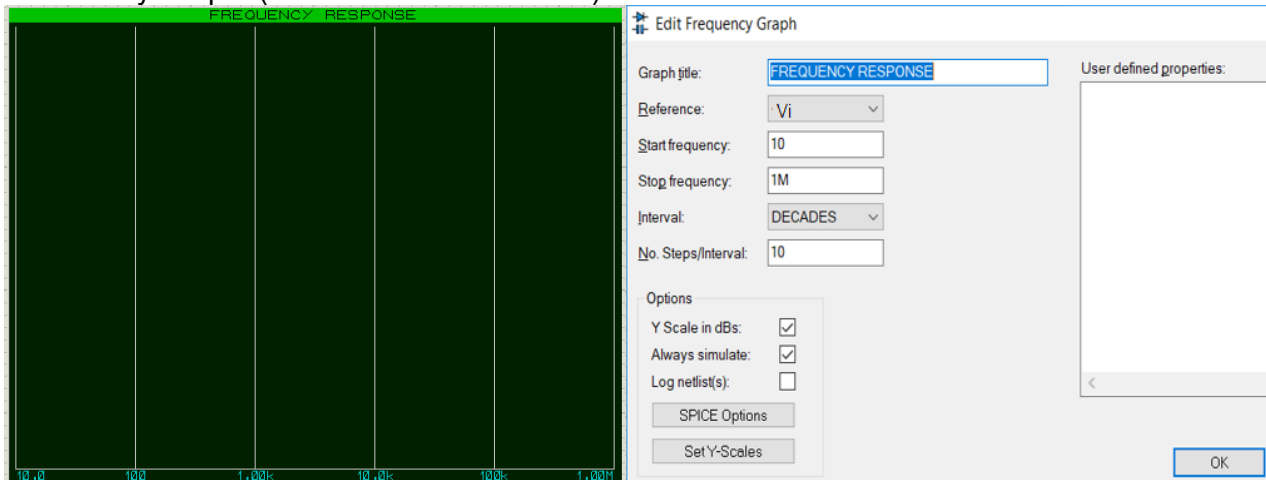 FREQUENCY RESPONSE
10.0 100 1.00k 10.0k 100k 1.00M
Edit Frequency Graph
Graph title: FREQUENCY RESPONSE
User defined properties:
Reference: Vi
Start frequency: 10
Stop frequency: 1M
Interval: DECADES
No. Steps/Interval: 10
Options
Y Scale in dBs:
Always simulate:
Log netlist(s):
SPICE Options
Set Y-Scales
OK